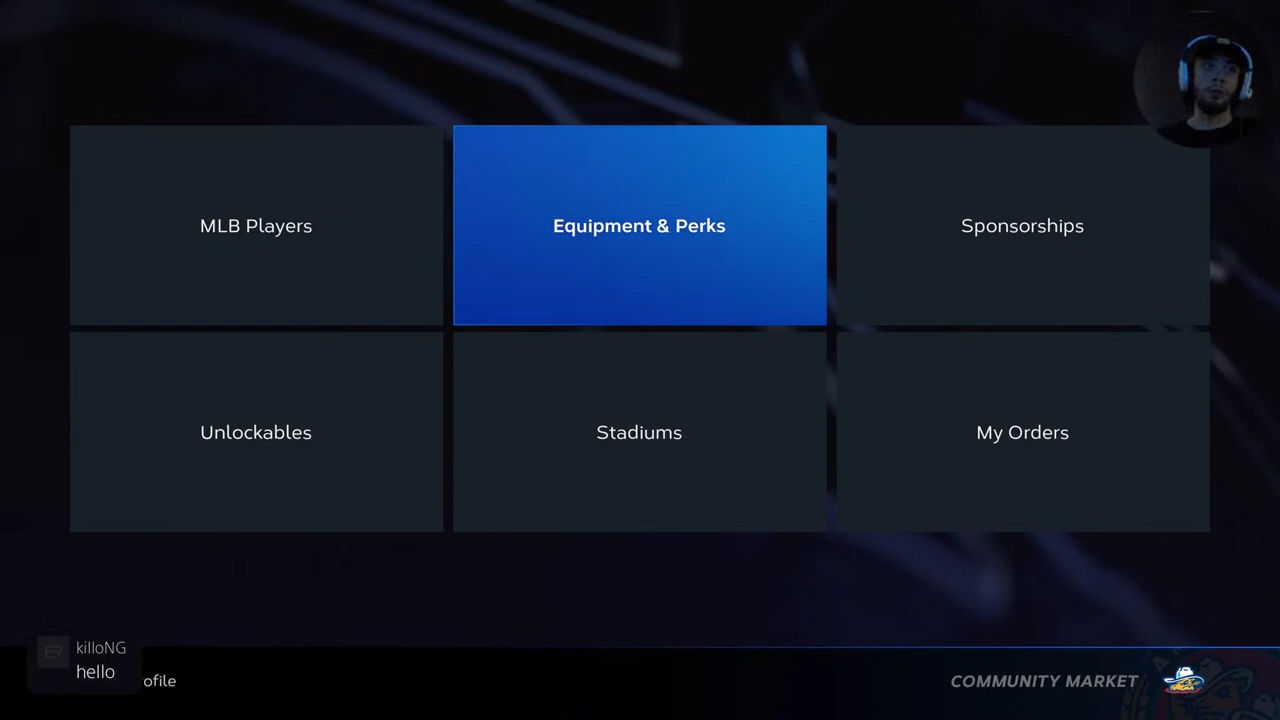 MLB Players
Equipment & Perks
Sponsorships
Unlockables
Stadiums
My Orders
killoNG
hello
ofile
COMMUNITY MARKET